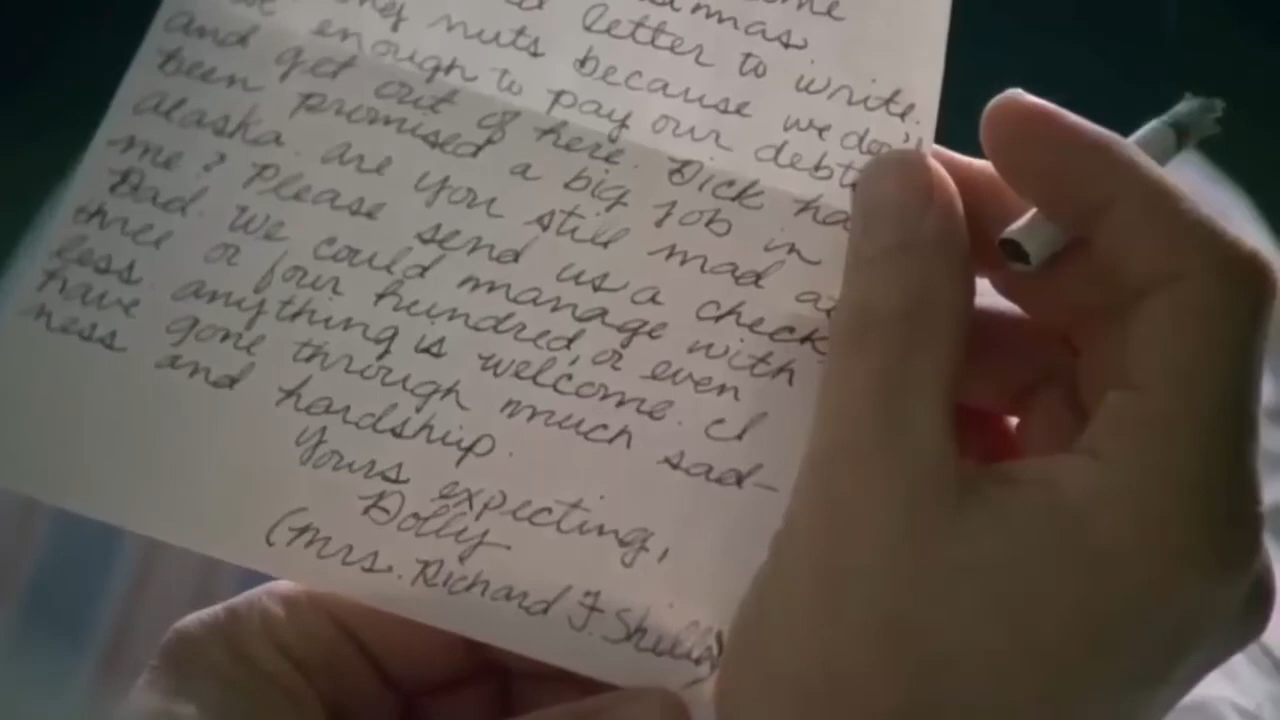 letter to write.
nuts because we don't
enough to pay our debts
and get out of here. Dick ha
been promised a big job in
Alaska. Are you still mad at
me? Please send us a check
Dad. We could manage with
three or four hundred, or even
less. anything is welcome. I
have gone through much sad-
ness and hardship.
Yours expecting,
Dolly
(Mrs. Richard F. Shiller)